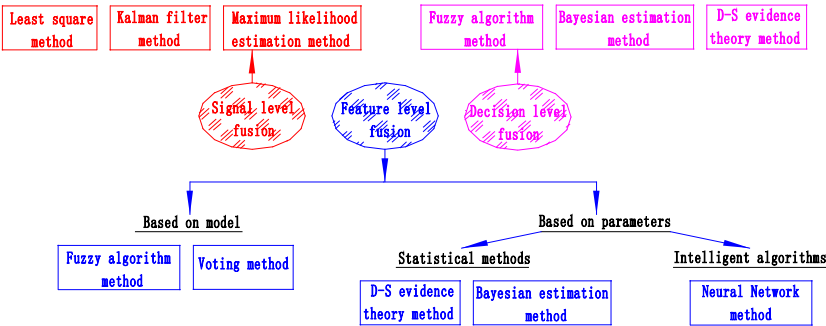 Least square
method
Kalman filter
method
Maximum likelihood
estimation method
Fuzzy algorithm
method
Bayesian estimation
method
D-S evidence
theory method
Signal level
fusion
Feature level
fusion
Decision level
fusion
Based on model
Based on parameters
Fuzzy algorithm
method
Voting method
Statistical methods
Intelligent algorithms
D-S evidence
theory method
Bayesian estimation
method
Neural Network
method